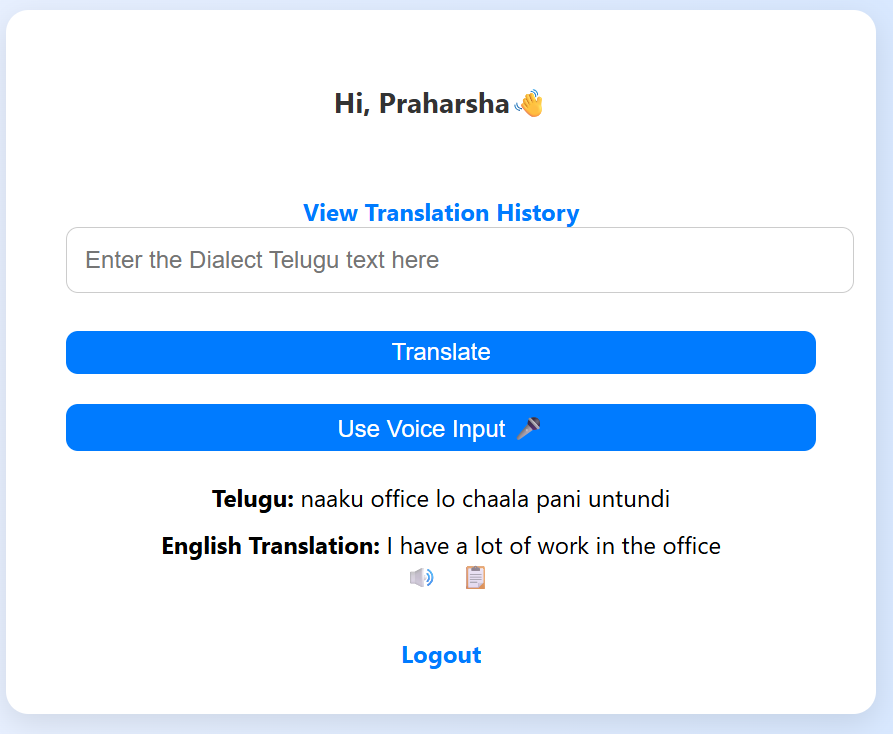 Hi, Praharsha👋
View Translation History
Enter the Dialect Telugu text here
Translate
Use Voice Input 🎤
Telugu: naaku office lo chaala pani untundi
English Translation: I have a lot of work in the office
🔊 📋
Logout